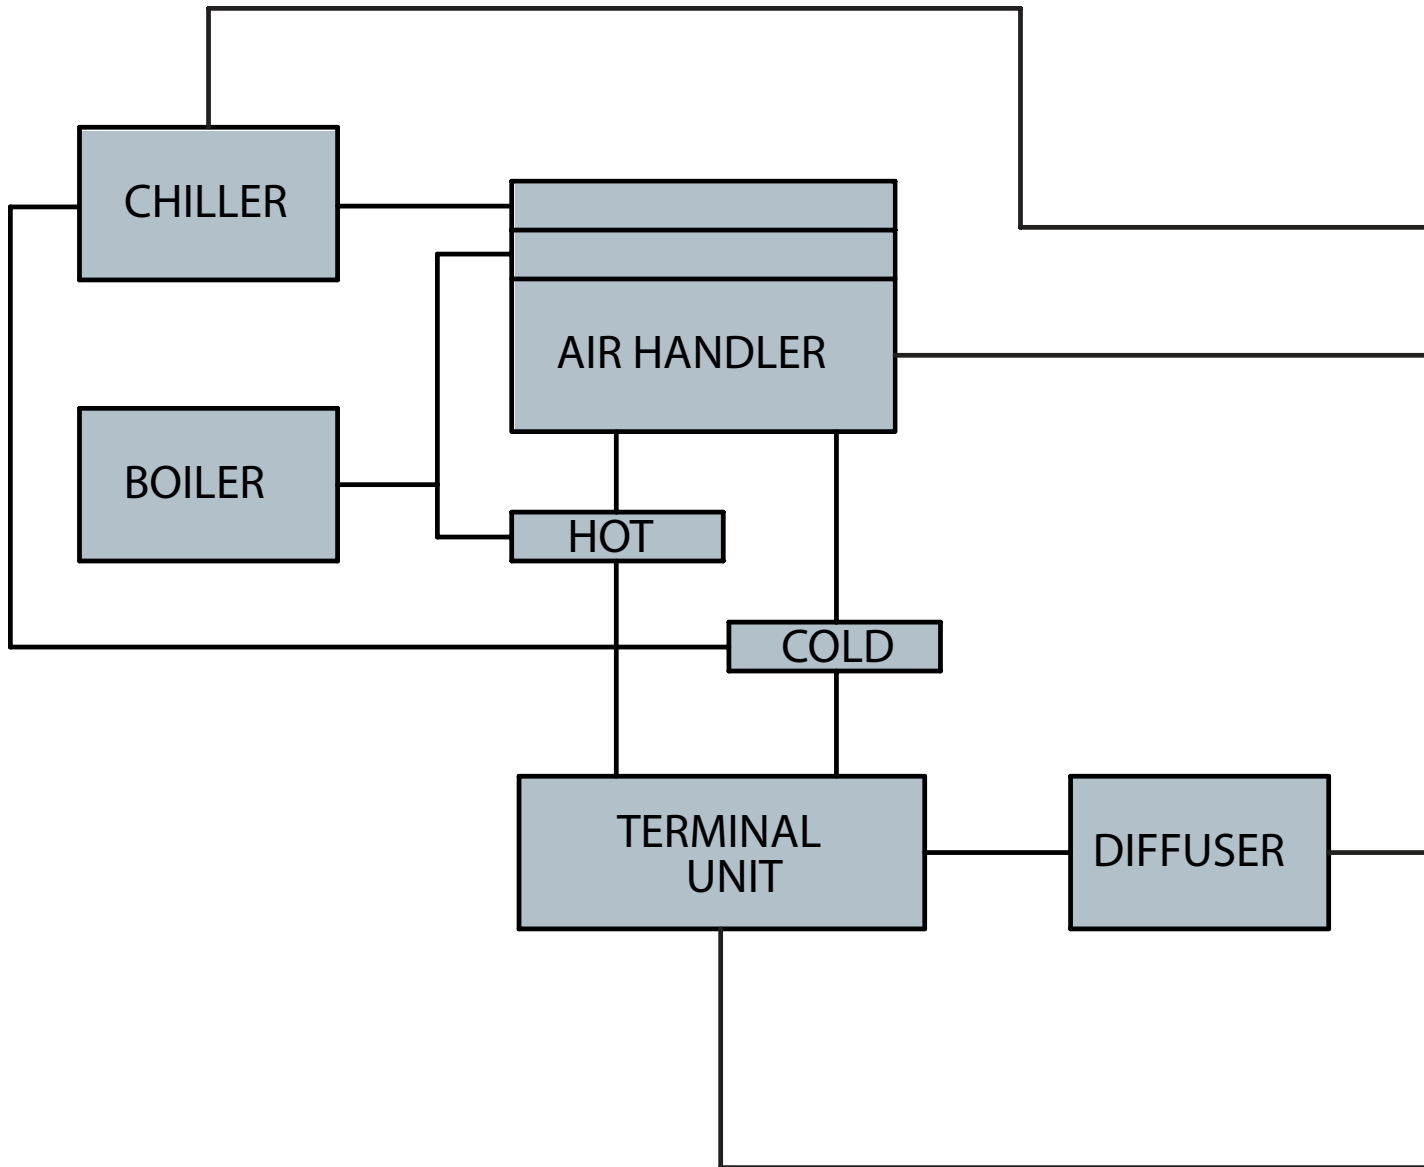 CHILLER
AIR HANDLER
BOILER
HOT
COLD
TERMINAL
UNIT
DIFFUSER